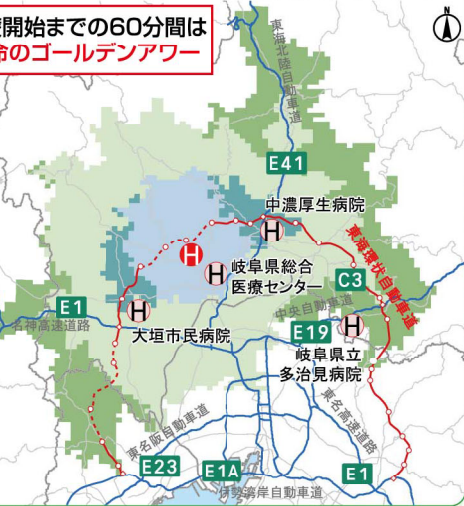 開始までの60分間は
命のゴールデンアワー
東海北陸自動車道
E41
中濃厚生病院
H
H
H
岐阜県総合
医療センター
東海環状自動車道
C3
E1
名神高速道路
H
大垣市民病院
中央自動車道
E19
H
岐阜県立
多治見病院
東名阪自動車道
東名高速道路
E23
E1A
E1
伊勢湾岸自動車道